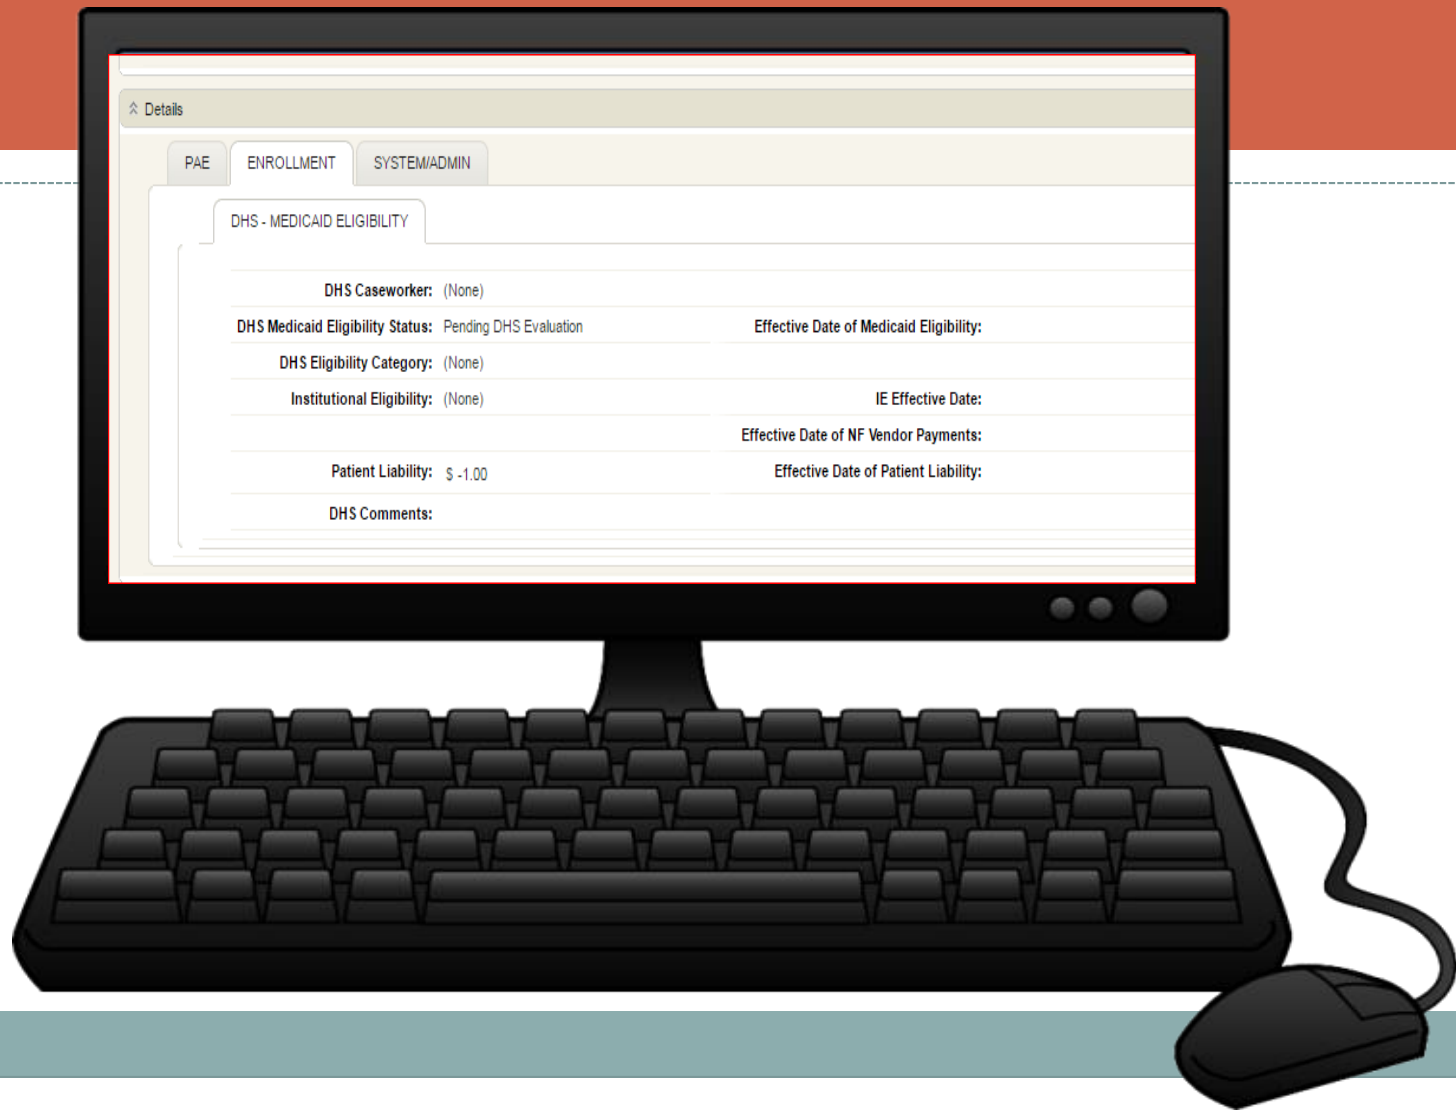 Details
PAE ENROLLMENT SYSTEM/ADMIN
DHS - MEDICAID ELIGIBILITY
DHS Caseworker: (None)
DHS Medicaid Eligibility Status: Pending DHS Evaluation Effective Date of Medicaid Eligibility:
DHS Eligibility Category: (None)
Institutional Eligibility: (None) IE Effective Date:
Effective Date of NF Vendor Payments:
Patient Liability: $ -1.00 Effective Date of Patient Liability:
DHS Comments: